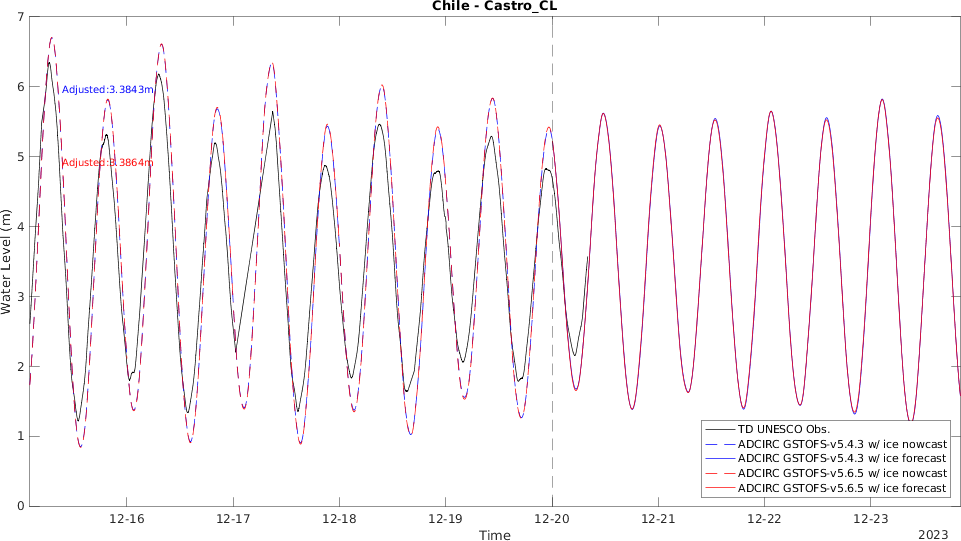 Chile - Castro_CL
7
6
5
4
3
2
1
0
Water Level (m)
Adjusted:3.3843m
Adjusted:3.3864m
TD UNESCO Obs.
ADCIRC GSTOFS-v5.4.3 w/ ice nowcast
ADCIRC GSTOFS-v5.4.3 w/ ice forecast
ADCIRC GSTOFS-v5.6.5 w/ ice nowcast
ADCIRC GSTOFS-v5.6.5 w/ ice forecast
12-16 12-17 12-18 12-19 12-20 12-21 12-22 12-23
Time
2023